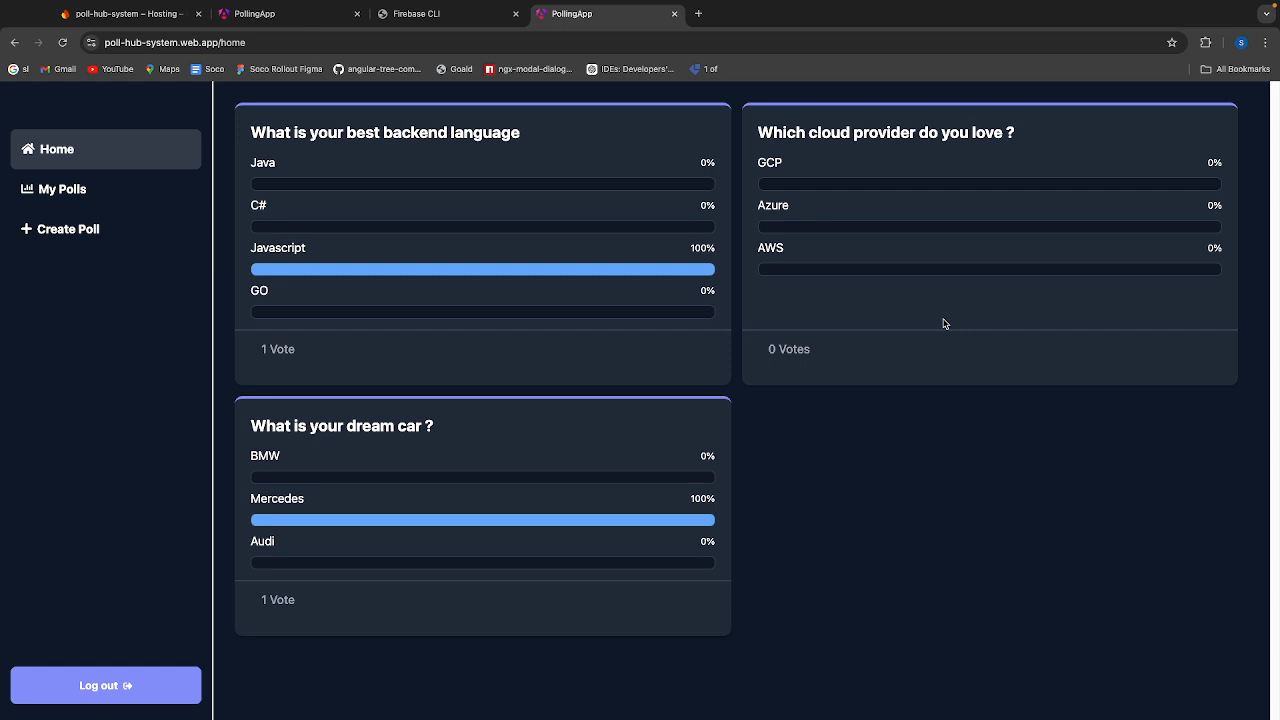 poll-hub-system – Hosting –
PollingApp
Firebase CLI
PollingApp
poll-hub-system.web.app/home
S
sl
Gmail
YouTube
Maps
Soco
Soco Rollout Figma
angular-tree-com...
Goald
ngx-modal-dialog...
IDEs: Developers'...
1 of
All Bookmarks
Home
My Polls
Create Poll
Log out
What is your best backend language
Java 0%
C# 0%
Javascript 100%
GO 0%
1 Vote
Which cloud provider do you love ?
GCP 0%
Azure 0%
AWS 0%
0 Votes
What is your dream car ?
BMW 0%
Mercedes 100%
Audi 0%
1 Vote